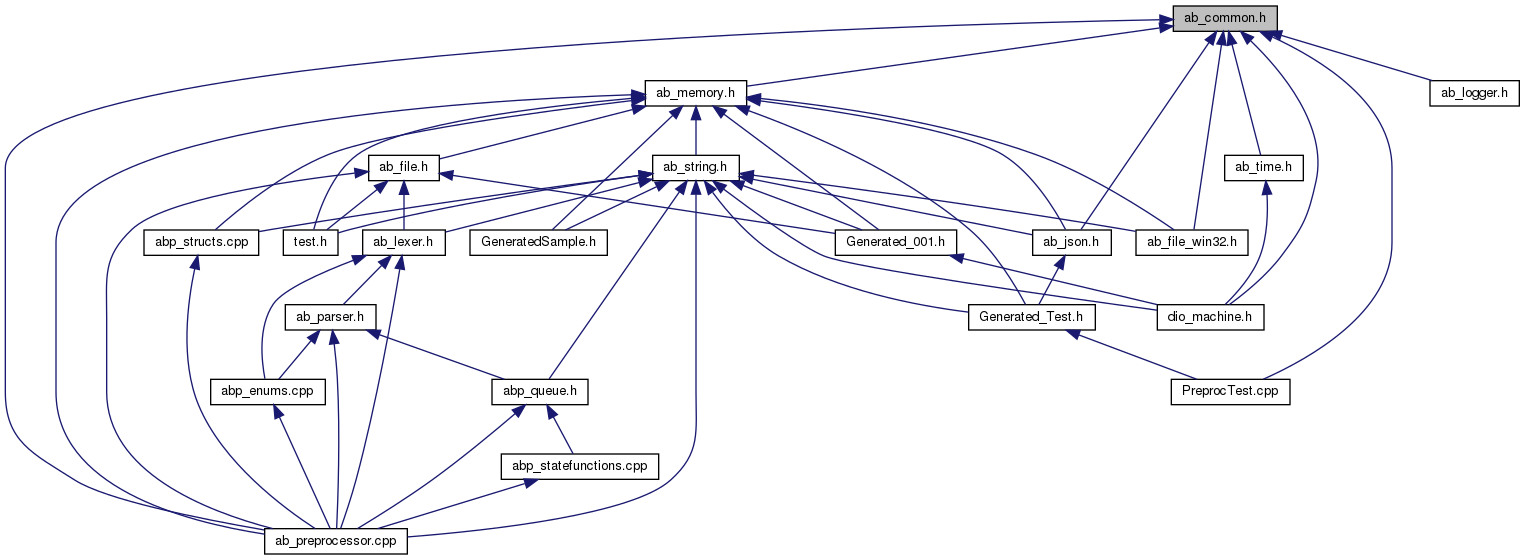 ab_common.h
ab_memory.h
ab_logger.h
ab_file.h
ab_string.h
ab_time.h
abp_structs.cpp
test.h
ab_lexer.h
GeneratedSample.h
Generated_001.h
ab_json.h
ab_file_win32.h
ab_parser.h
Generated_Test.h
dio_machine.h
abp_enums.cpp
abp_queue.h
PreprocTest.cpp
abp_statefunctions.cpp
ab_preprocessor.cpp